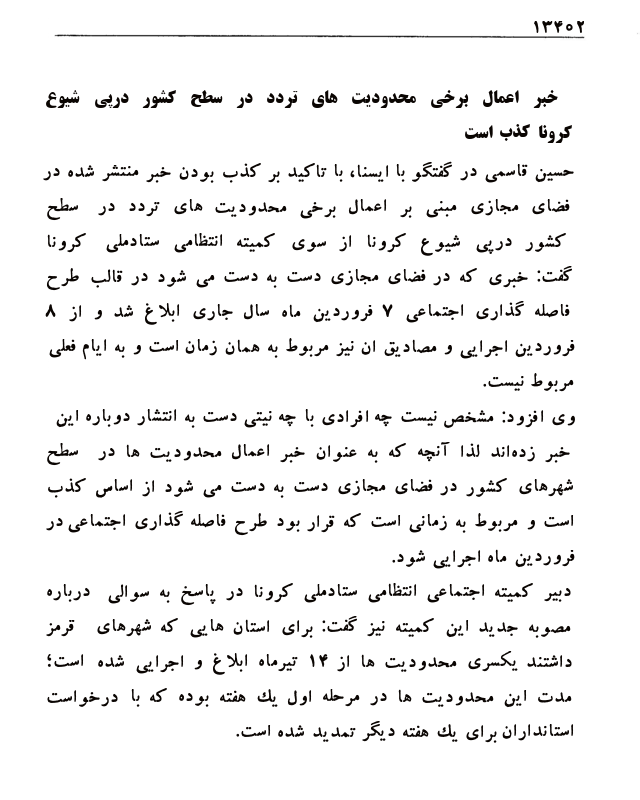 ۱۳۴۰۲
خبر اعمال برخی محدودیت های تردد در سطح کشور درپی شیوع
کرونا کذب است
حسین قاسمی در گفتگو با ایسنا، با تاکید بر کذب بودن خبر منتشر شده در
فضای مجازی مبنی بر اعمال برخی محدودیت های تردد در سطح
کشور درپی شیوع کرونا از سوی کمیته انتظامی ستادملی کرونا
گفت: خبری که در فضای مجازی دست به دست می شود در قالب طرح
فاصله گذاری اجتماعی ۷ فروردین ماه سال جاری ابلاغ شد و از ۸
فروردین اجرایی و مصادیق ان نیز مربوط به همان زمان است و به ایام فعلی
مربوط نیست.
وی افزود: مشخص نیست چه افرادی با چه نیتی دست به انتشار دوباره این
خبر زده‌اند لذا آنچه که به عنوان خبر اعمال محدودیت ها در سطح
شهرهای کشور در فضای مجازی دست به دست می شود از اساس کذب
است و مربوط به زمانی است که قرار بود طرح فاصله گذاری اجتماعی در
فروردین ماه اجرایی شود.
دبیر کمیته اجتماعی انتظامی ستادملی کرونا در پاسخ به سوالی درباره
مصوبه جدید این کمیته نیز گفت: برای استان هایی که شهرهای قرمز
داشتند یکسری محدودیت ها از ۱۴ تیرماه ابلاغ و اجرایی شده است؛
مدت این محدودیت ها در مرحله اول یك هفته بوده که با درخواست
استانداران برای یك هفته دیگر تمدید شده است.